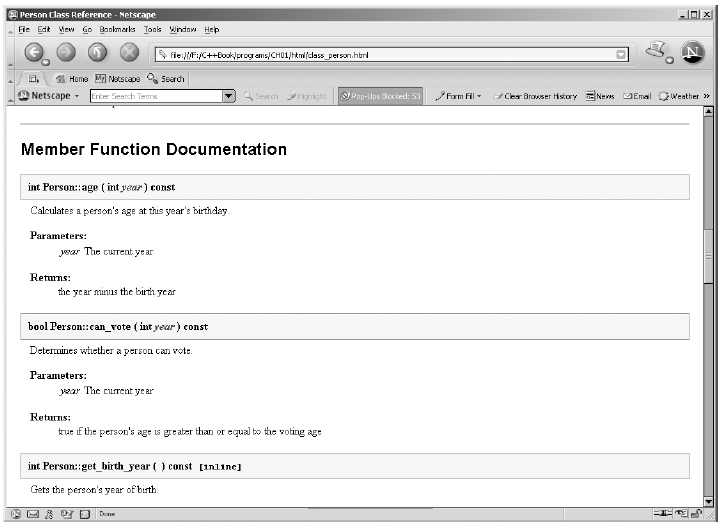 Person Class Reference - Netscape
File Edit View Go Bookmarks Tools Window Help
file:///F:/C++Book/programs/CH01/html/class_person.html
Home My Netscape Search
Netscape Enter Search Terms Search Highlight Pop-Ups Blocked: 53 Form Fill Clear Browser History News Email Weather »
Member Function Documentation
int Person::age ( int year ) const
Calculates a person's age at this year's birthday.
Parameters:
year The current year
Returns:
the year minus the birth year
bool Person::can_vote ( int year ) const
Determines whether a person can vote.
Parameters:
year The current year
Returns:
true if the person's age is greater than or equal to the voting age
int Person::get_birth_year ( ) const [inline]
Gets the person's year of birth.
Done